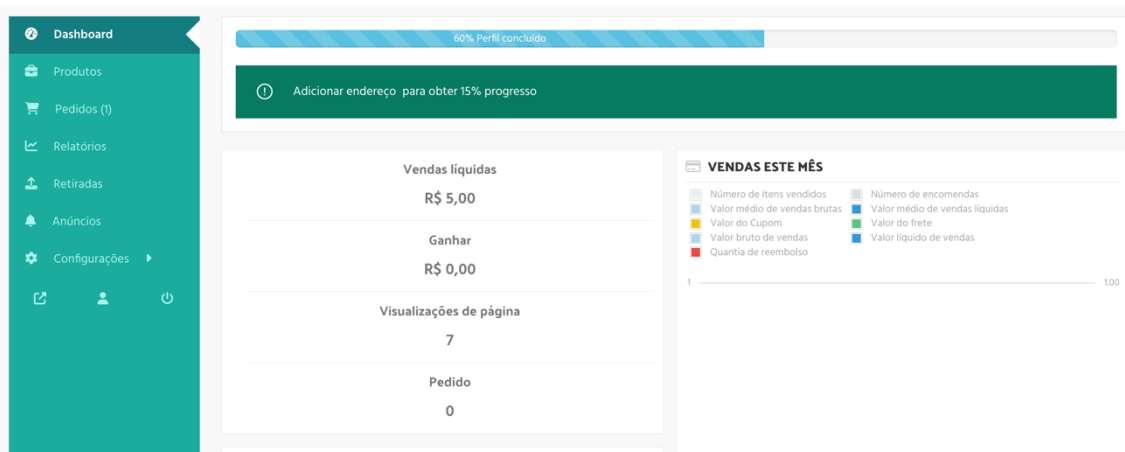 Dashboard
Produtos
Pedidos (1)
Relatórios
Retiradas
Anúncios
Configurações
60% Perfil concluído
Adicionar endereço para obter 15% progresso
Vendas líquidas
R$ 5,00
Ganhar
R$ 0,00
Visualizações de página
7
Pedido
0
VENDAS ESTE MÊS
Número de itens vendidos
Número de encomendas
Valor médio de vendas brutas
Valor médio de vendas líquidas
Valor do Cupom
Valor do frete
Valor bruto de vendas
Valor líquido de vendas
Quantia de reembolso
1
1.00